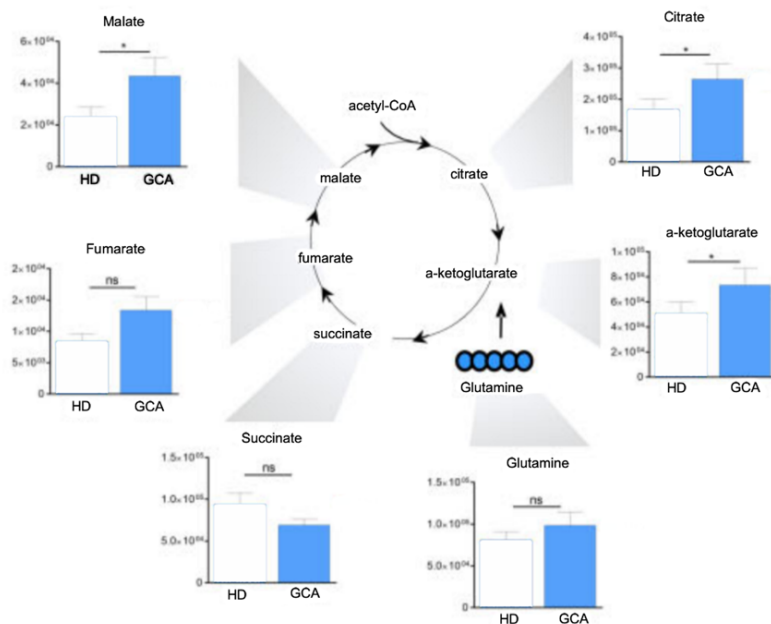 Malate
6×10⁰⁴
4×10⁰⁴
2×10⁰⁴
0
*
HD GCA
Citrate
4×10⁰⁵
3×10⁰⁵
2×10⁰⁵
1×10⁰⁵
0
*
HD GCA
acetyl-CoA
malate
citrate
fumarate
a-ketoglutarate
succinate
Glutamine
Fumarate
2×10⁰⁴
2×10⁰⁴
1×10⁰⁴
5×10⁰³
0
ns
HD GCA
a-ketoglutarate
1×10⁰⁵
8×10⁰⁴
6×10⁰⁴
4×10⁰⁴
2×10⁰⁴
0
*
HD GCA
Succinate
1.5×10⁰⁵
1.0×10⁰⁵
5.0×10⁰⁴
0
ns
HD GCA
Glutamine
1.5×10⁰⁵
1.0×10⁰⁵
5.0×10⁰⁴
0
ns
HD GCA